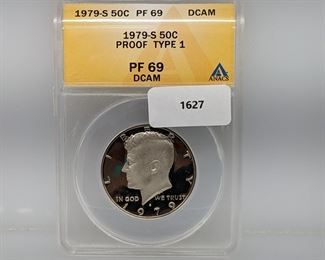 1979-S 50C PF 69 DCAM
1979-S 50C
PROOF TYPE 1
PF 69
DCAM
ANACS
1627
LIBERTY
IN GOD WE TRUST
1979